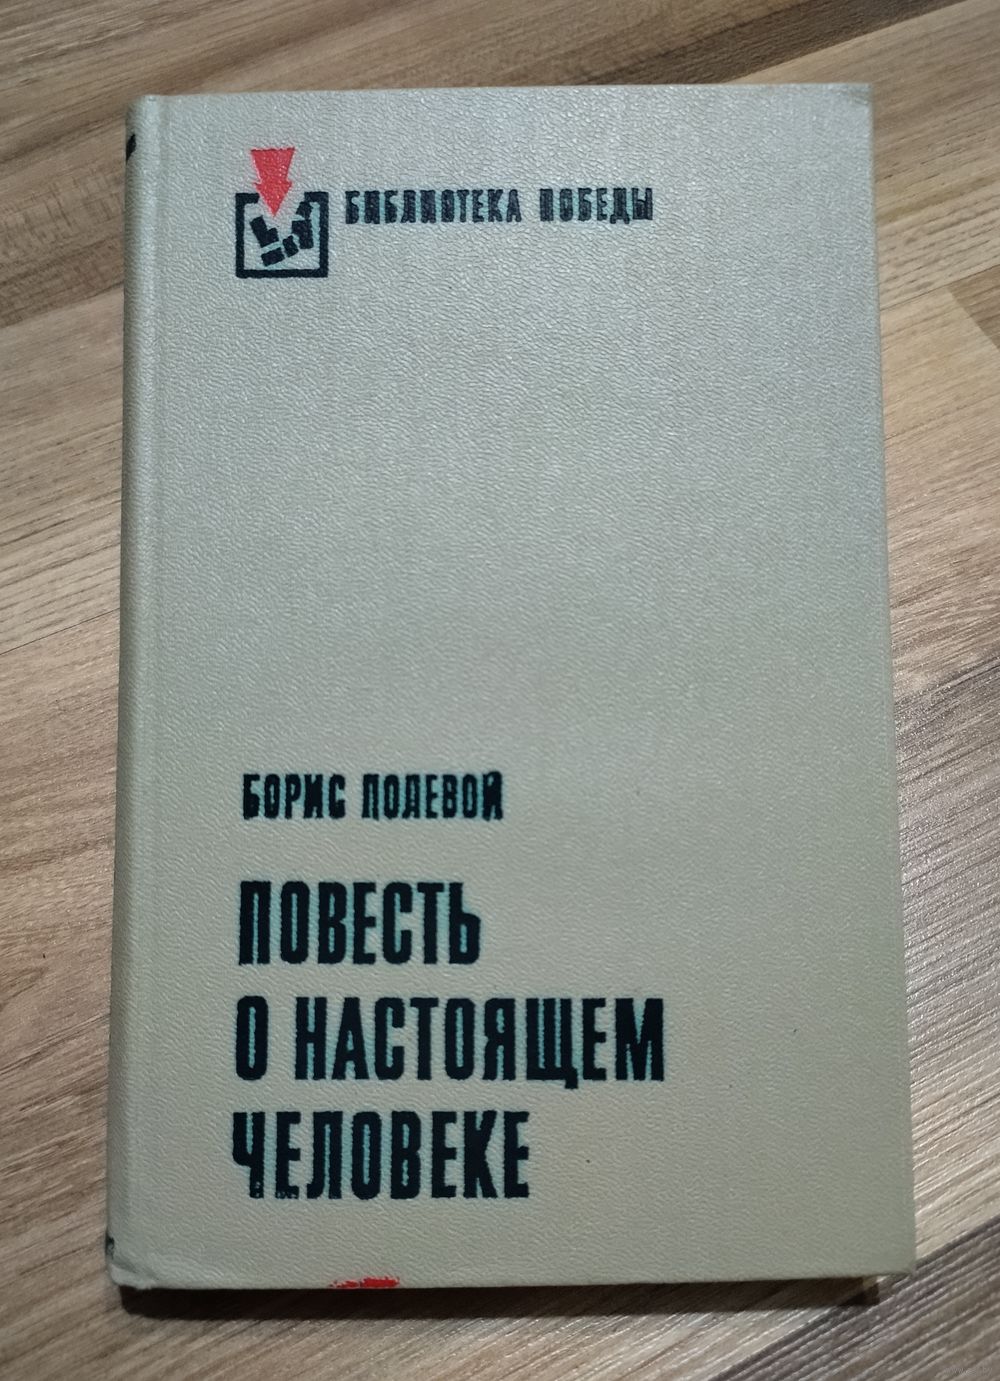 БИБЛИОТЕКА ПОБЕДЫ
БОРИС ПОЛЕВОЙ
ПОВЕСТЬ
О НАСТОЯЩЕМ
ЧЕЛОВЕКЕ